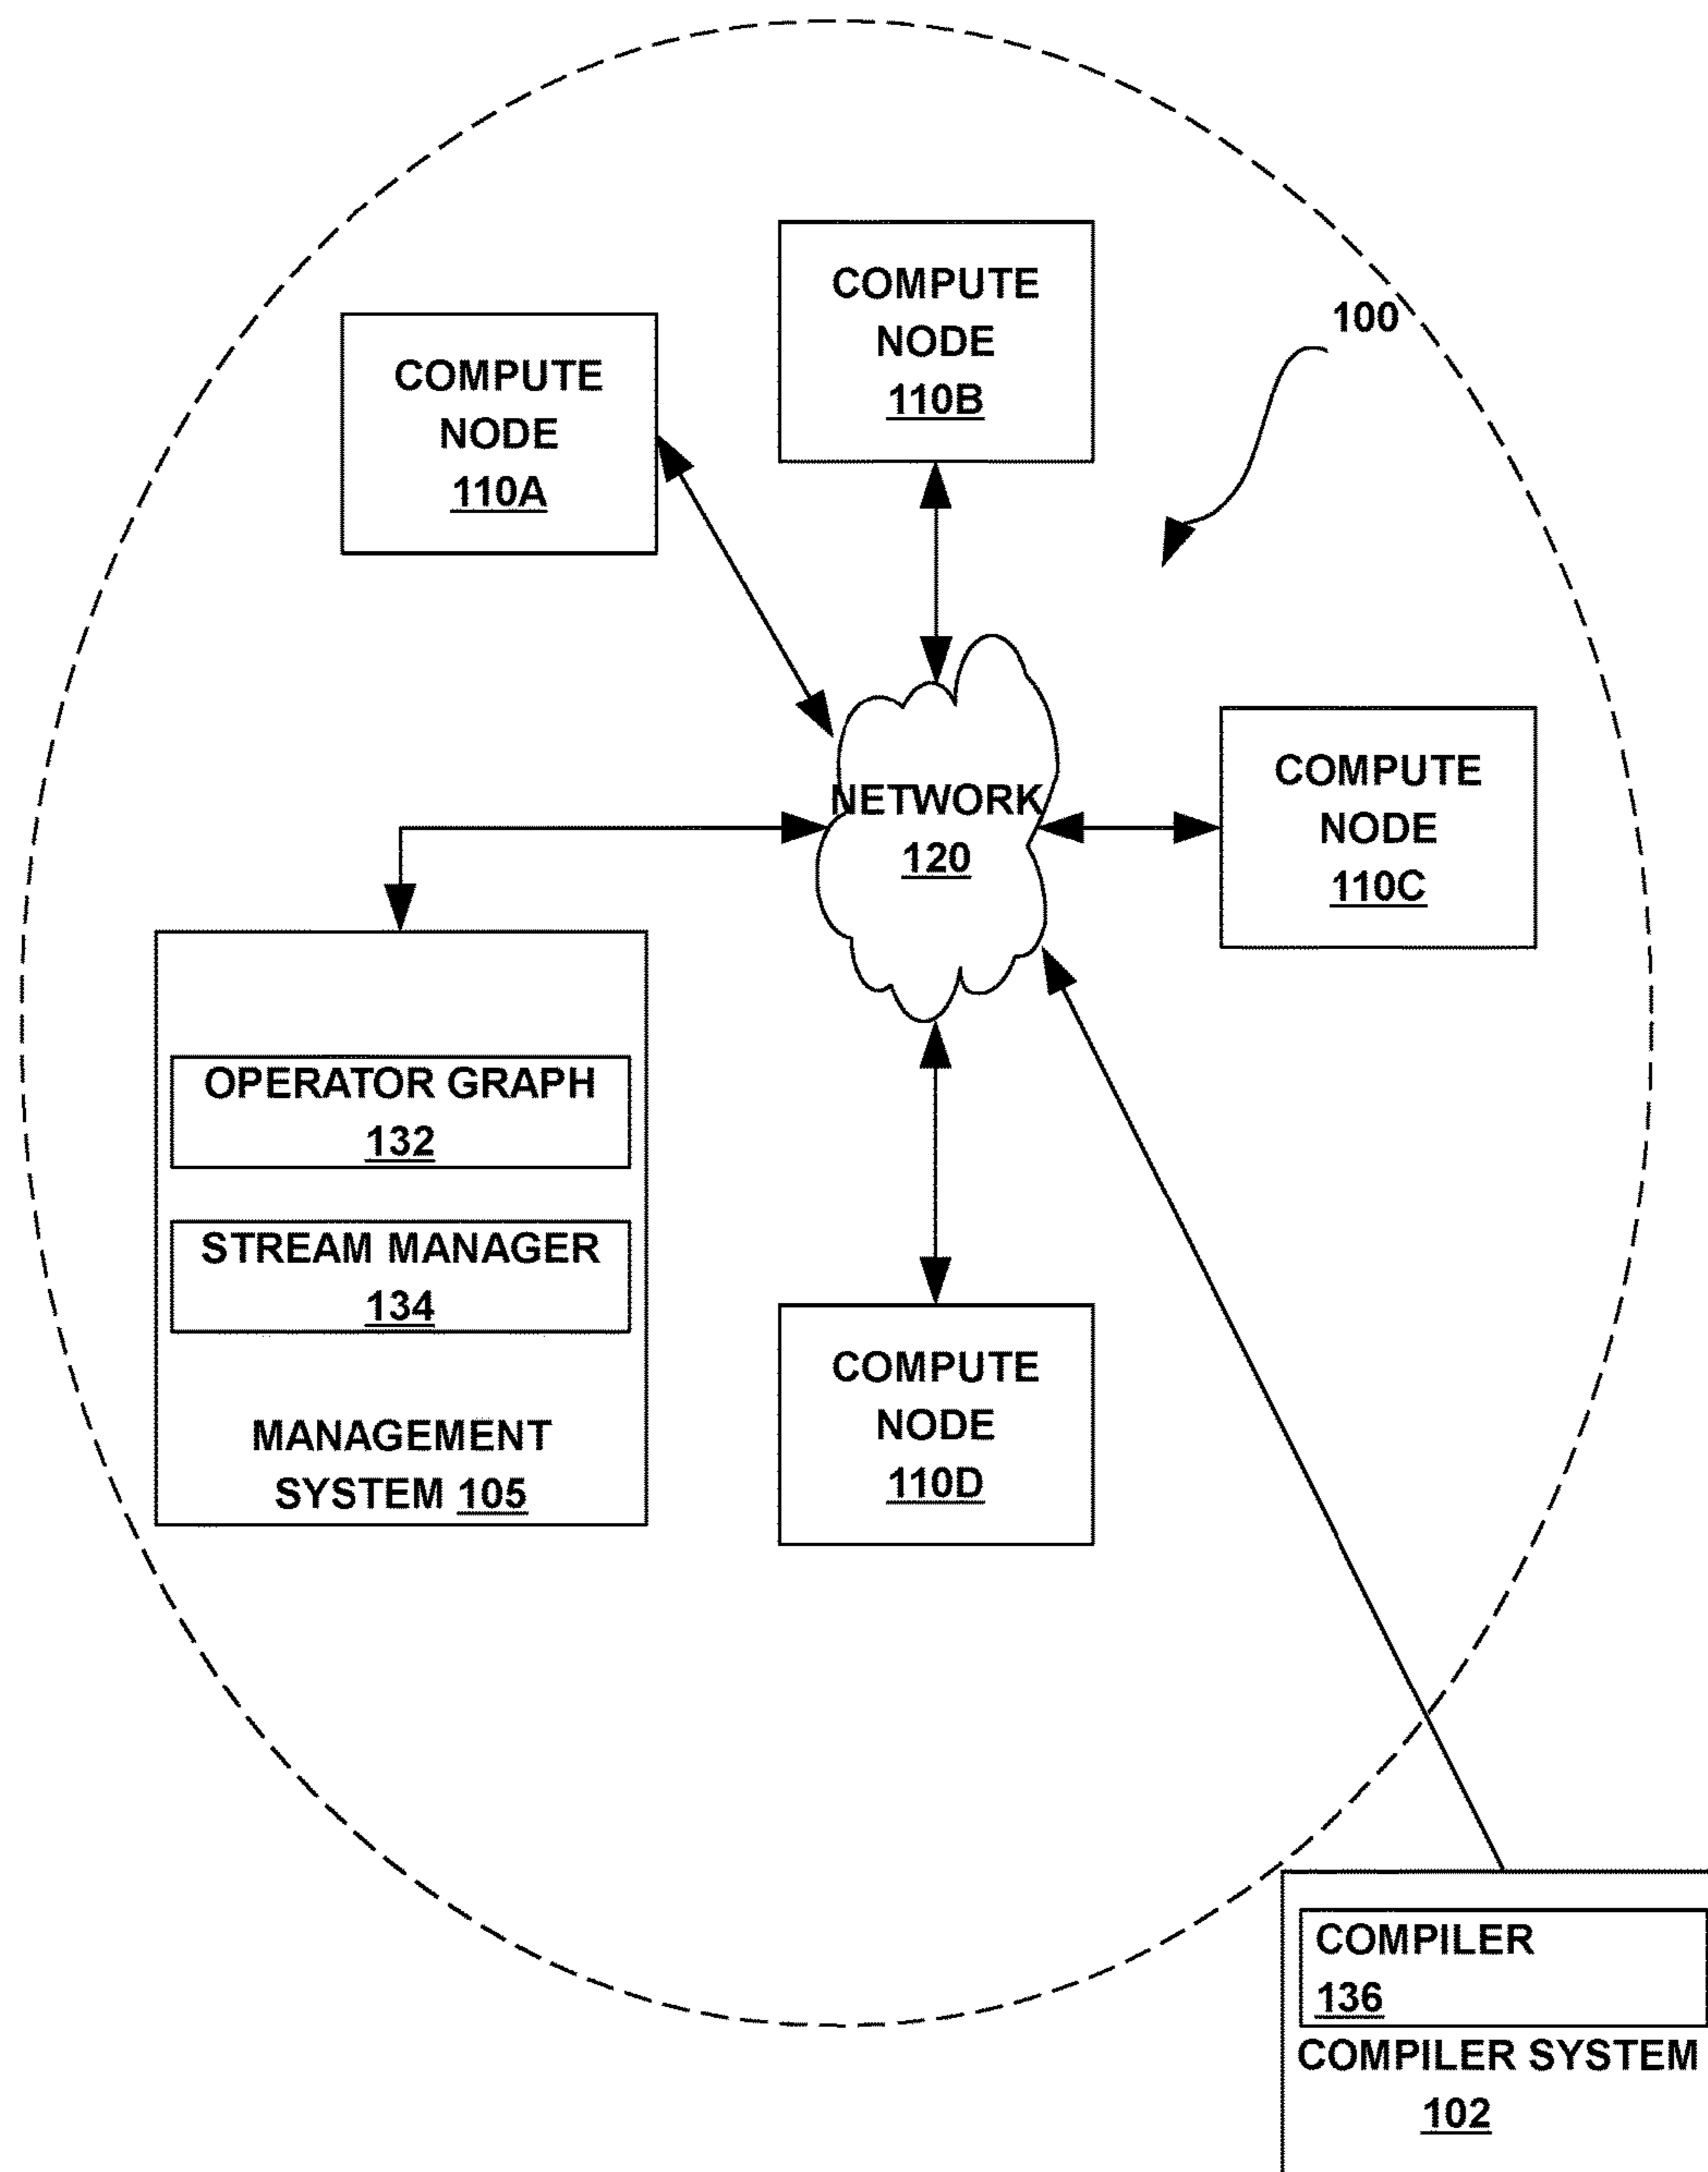 COMPUTE
NODE
110B
100
COMPUTE
NODE
110A
COMPUTE
NODE
110C
NETWORK
120
OPERATOR GRAPH
132
STREAM MANAGER
134
MANAGEMENT
SYSTEM 105
COMPUTE
NODE
110D
COMPILER
136
COMPILER SYSTEM
102